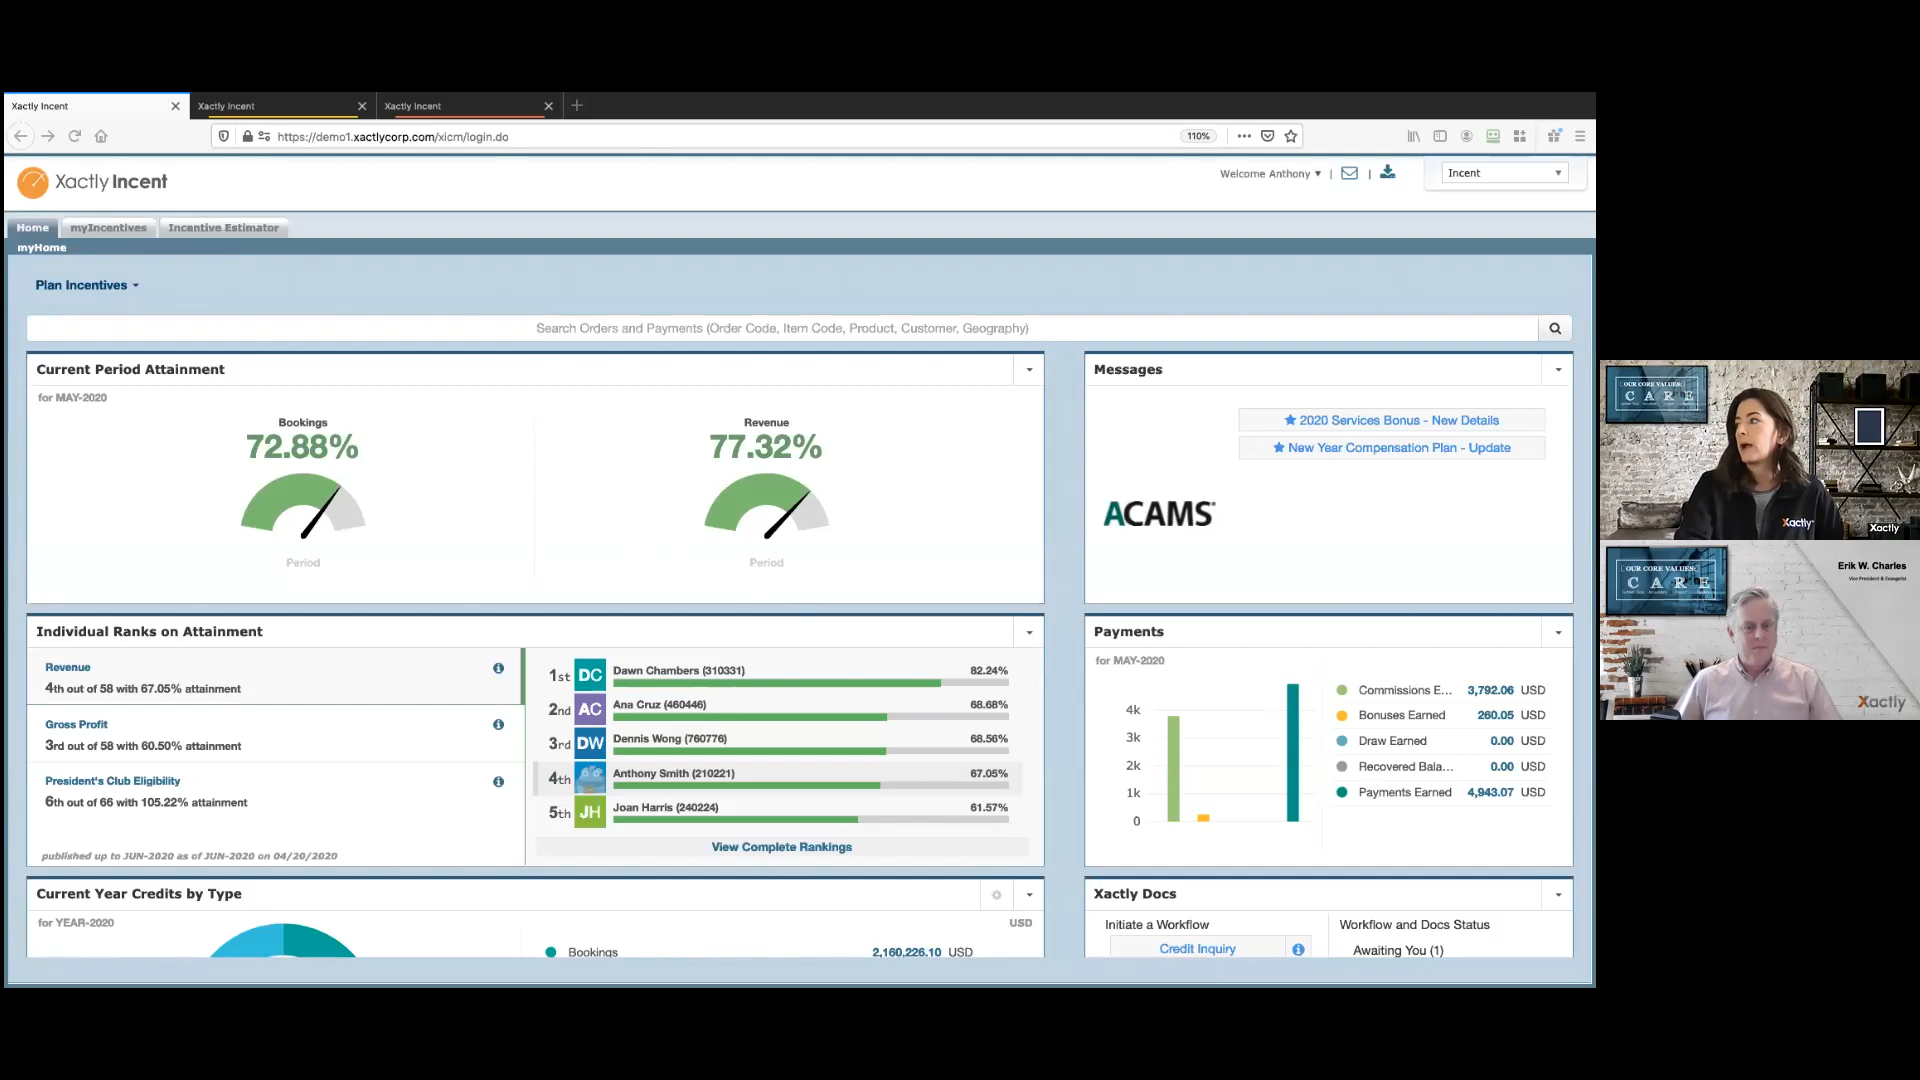 Xactly Incent
Xactly Incent
Xactly Incent
https://demo1.xactlycorp.com/xicm/login.do
110%
Xactly Incent
Welcome Anthony
Incent
Home
myIncentives
Incentive Estimator
myHome
Plan Incentives
Search Orders and Payments (Order Code, Item Code, Product, Customer, Geography)
Current Period Attainment
for MAY-2020
Bookings
72.88%
Period
Revenue
77.32%
Period
Messages
2020 Services Bonus - New Details
New Year Compensation Plan - Update
ACAMS
Individual Ranks on Attainment
Revenue
4th out of 58 with 67.05% attainment
Gross Profit
3rd out of 58 with 60.50% attainment
President's Club Eligibility
6th out of 66 with 105.22% attainment
published up to JUN-2020 as of JUN-2020 on 04/20/2020
1st DC Dawn Chambers (310331) 82.24%
2nd AC Ana Cruz (460446) 68.68%
3rd DW Dennis Wong (760776) 68.56%
4th Anthony Smith (210221) 67.05%
5th JH Joan Harris (240224) 61.57%
View Complete Rankings
Payments
for MAY-2020
4k
3k
2k
1k
0
Commissions E... 3,792.06 USD
Bonuses Earned 260.05 USD
Draw Earned 0.00 USD
Recovered Bala... 0.00 USD
Payments Earned 4,943.07 USD
Current Year Credits by Type
for YEAR-2020
USD
Bookings 2,160,226.10 USD
Xactly Docs
Initiate a Workflow
Credit Inquiry
Workflow and Docs Status
Awaiting You (1)
OUR CORE VALUES:
CARE
Xactly
Xactly
OUR CORE VALUES:
CARE
Erik W. Charles
Vice President & Evangelist
Xactly